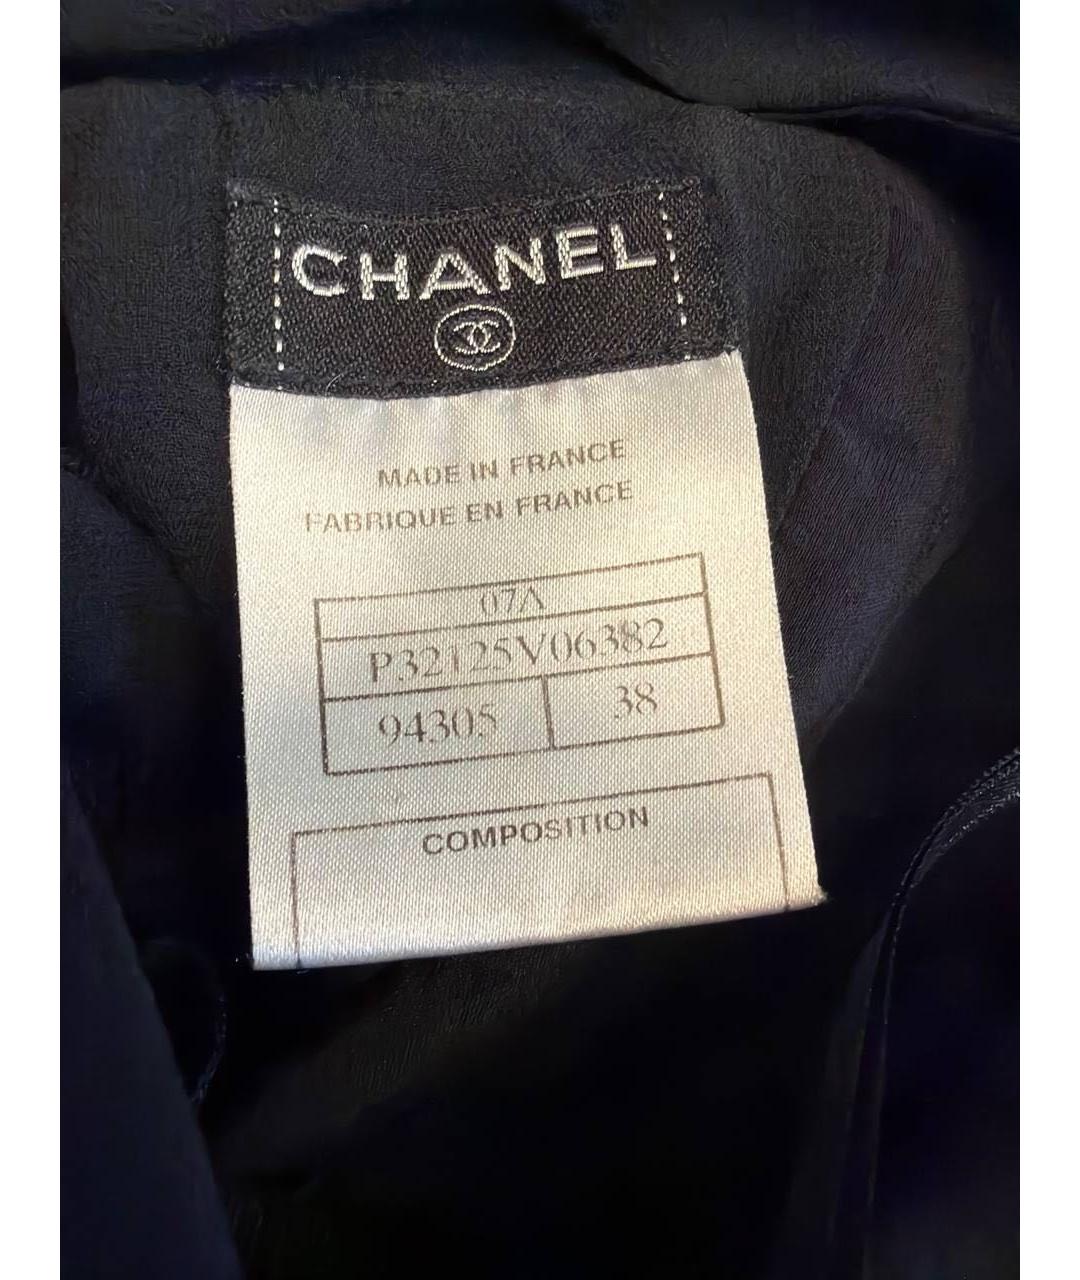 CHANEL
MADE IN FRANCE
FABRIQUE EN FRANCE
07A
P32125V06382
94305 38
COMPOSITION